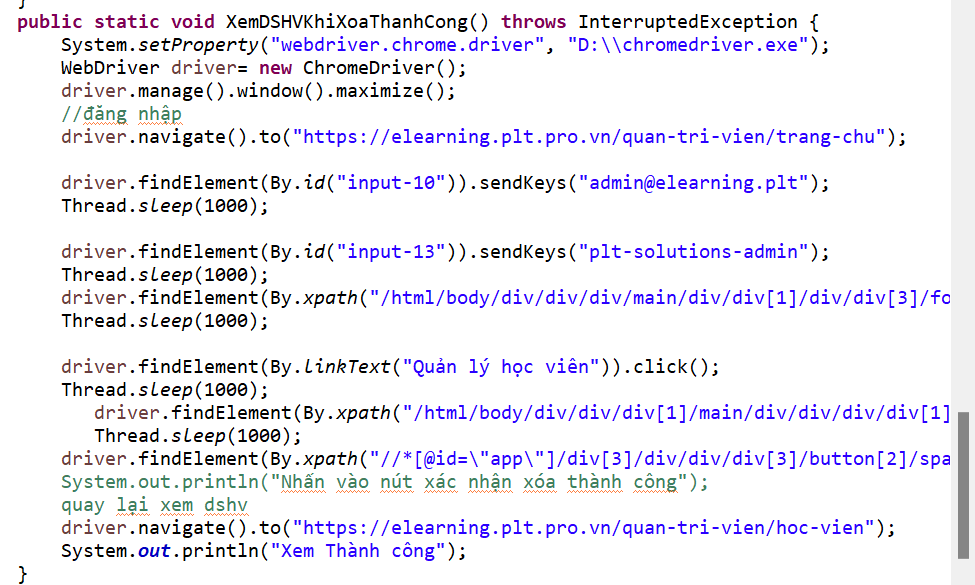 }
public static void XemDSHVKhiXoaThanhCong() throws InterruptedException {
System.setProperty("webdriver.chrome.driver", "D:\\chromedriver.exe");
WebDriver driver= new ChromeDriver();
driver.manage().window().maximize();
//đăng nhập
driver.navigate().to("https://elearning.plt.pro.vn/quan-tri-vien/trang-chu");
driver.findElement(By.id("input-10")).sendKeys("admin@elearning.plt");
Thread.sleep(1000);
driver.findElement(By.id("input-13")).sendKeys("plt-solutions-admin");
Thread.sleep(1000);
driver.findElement(By.xpath("/html/body/div/div/div/main/div/div[1]/div/div[3]/fo
Thread.sleep(1000);
driver.findElement(By.linkText("Quản lý học viên")).click();
Thread.sleep(1000);
driver.findElement(By.xpath("/html/body/div/div/div[1]/main/div/div/div/div[1]
Thread.sleep(1000);
driver.findElement(By.xpath("//*[@id=\"app\"]/div[3]/div/div/div[3]/button[2]/spa
System.out.println("Nhấn vào nút xác nhận xóa thành công");
quay lại xem dshv
driver.navigate().to("https://elearning.plt.pro.vn/quan-tri-vien/hoc-vien");
System.out.println("Xem Thành công");
}